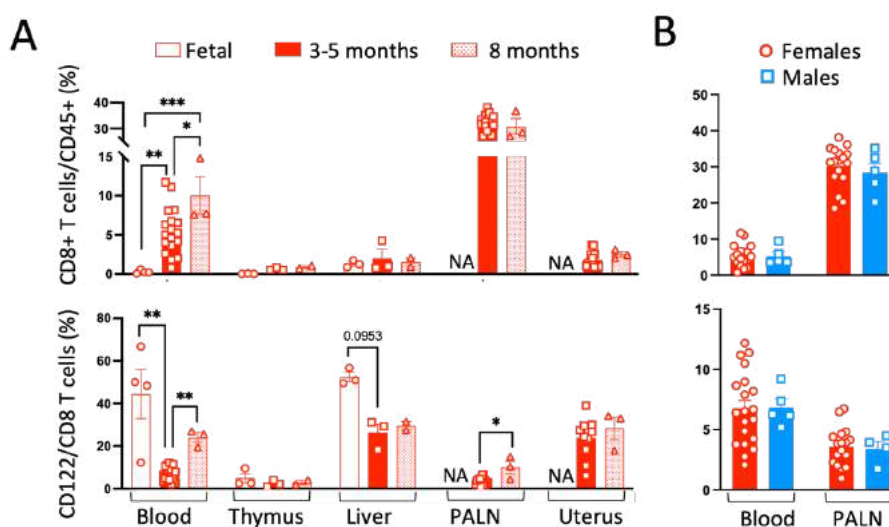 A
Fetal
3-5 months
8 months
CD8+ T cells/CD45+ (%)
40
30
15
10
5
0
***
**
*
NA
NA
CD122/CD8 T cells (%)
80
60
40
20
0
**
**
0.0953
*
NA
NA
Blood
Thymus
Liver
PALN
Uterus
B
Females
Males
50
40
30
20
10
0
15
10
5
0
Blood
PALN